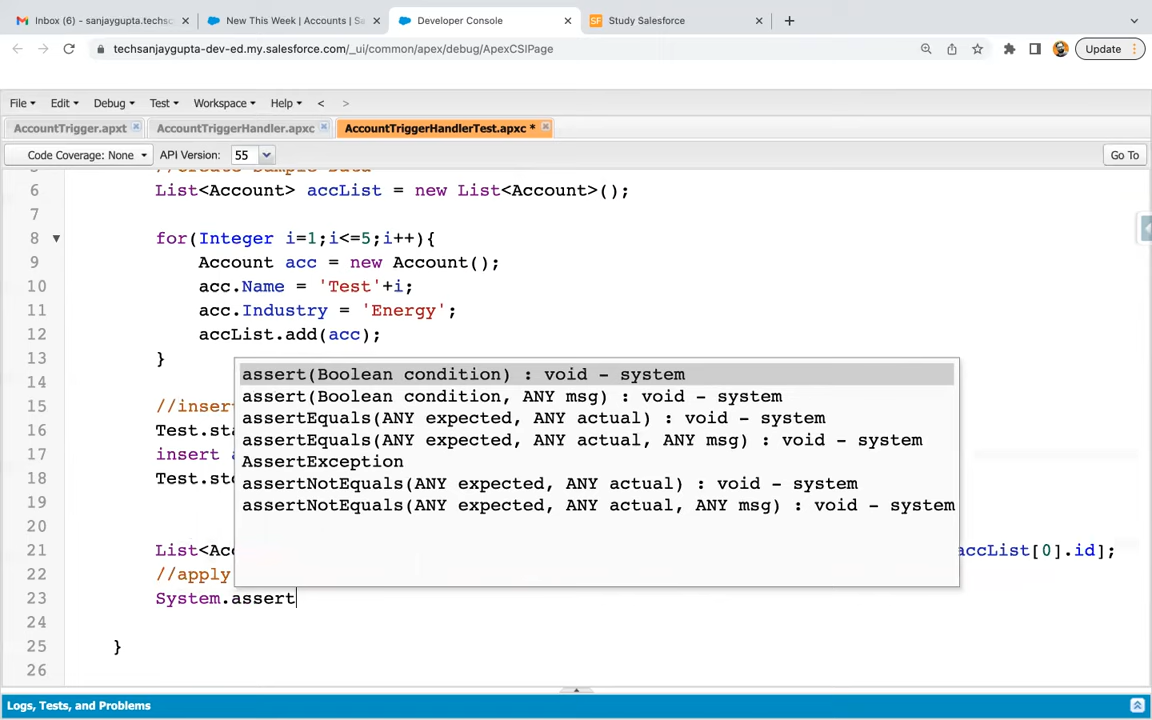 Inbox (6) - sanjaygupta.techsc
New This Week | Accounts | Sa
Developer Console
Study Salesforce
techsanjaygupta-dev-ed.my.salesforce.com/_ui/common/apex/debug/ApexCSIPage
Update
File Edit Debug Test Workspace Help < >
AccountTrigger.apxt
AccountTriggerHandler.apxc
AccountTriggerHandlerTest.apxc *
Code Coverage: None API Version: 55 Go To
//Create Sample Data
6 List<Account> accList = new List<Account>();
7
8 for(Integer i=1;i<=5;i++){
9 Account acc = new Account();
10 acc.Name = 'Test'+i;
11 acc.Industry = 'Energy';
12 accList.add(acc);
13 }
14
15 //inser
16 Test.sta
17 insert a
18 Test.sto
19
20
21 List<Acc accList[0].id];
22 //apply
23 System.assert
24
25 }
26
assert(Boolean condition) : void - system
assert(Boolean condition, ANY msg) : void - system
assertEquals(ANY expected, ANY actual) : void - system
assertEquals(ANY expected, ANY actual, ANY msg) : void - system
AssertException
assertNotEquals(ANY expected, ANY actual) : void - system
assertNotEquals(ANY expected, ANY actual, ANY msg) : void - system
Logs, Tests, and Problems